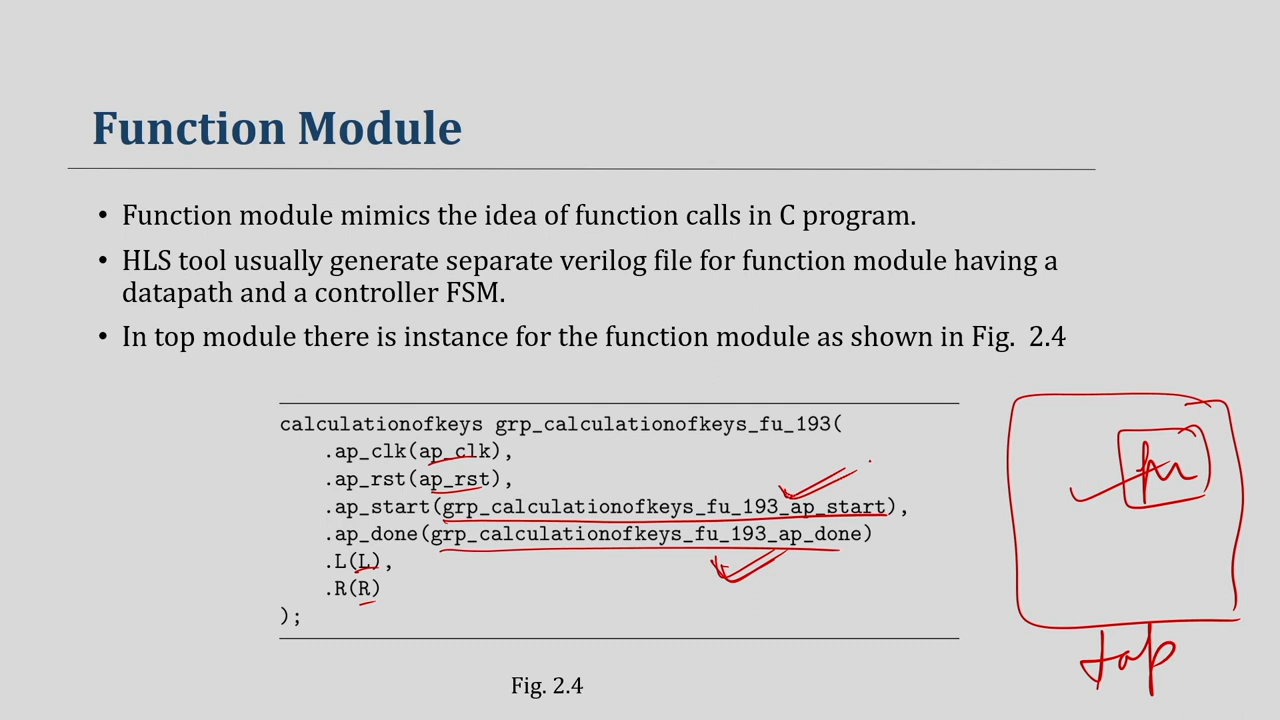 Function Module
• Function module mimics the idea of function calls in C program.
• HLS tool usually generate separate verilog file for function module having a
datapath and a controller FSM.
• In top module there is instance for the function module as shown in Fig. 2.4
calculationofkeys grp_calculationofkeys_fu_193(
.ap_clk(ap_clk),
.ap_rst(ap_rst),
.ap_start(grp_calculationofkeys_fu_193_ap_start),
.ap_done(grp_calculationofkeys_fu_193_ap_done)
.L(L),
.R(R)
);
Fig. 2.4
top